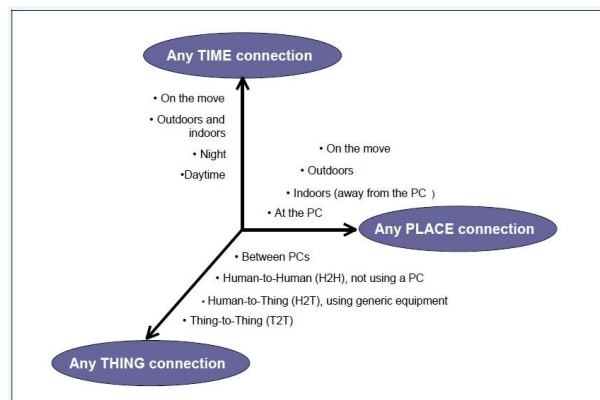 Any TIME connection
• On the move
• Outdoors and
indoors
• Night
•Daytime
• On the move
• Outdoors
• Indoors (away from the PC )
• At the PC
Any PLACE connection
• Between PCs
• Human-to-Human (H2H), not using a PC
• Human-to-Thing (H2T), using generic equipment
• Thing-to-Thing (T2T)
Any THING connection